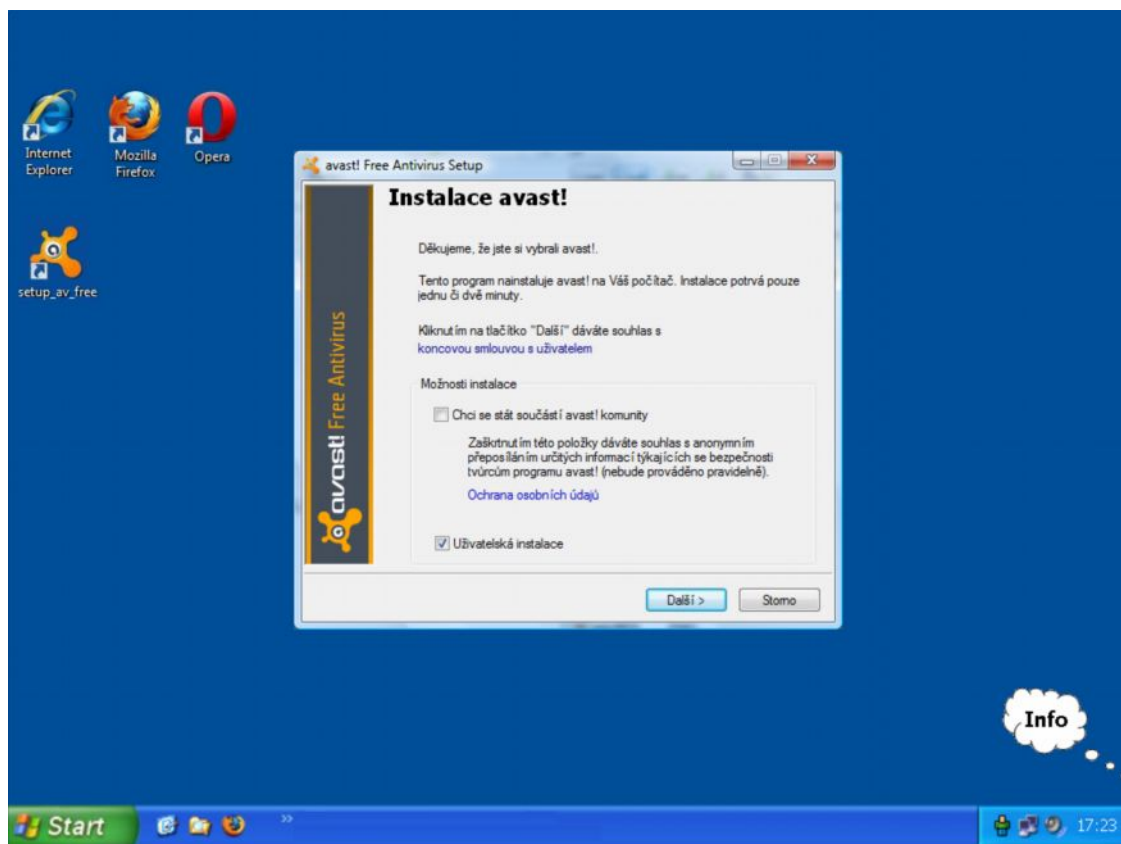 Internet
Explorer
Mozilla
Firefox
Opera
setup_av_free
avast! Free Antivirus Setup
Instalace avast!
Děkujeme, že jste si vybrali avast!.
Tento program nainstaluje avast! na Váš počítač. Instalace potrvá pouze
jednu či dvě minuty.
Kliknutím na tlačítko "Další" dáváte souhlas s
koncovou smlouvou s uživatelem
Možnosti instalace
Chci se stát součástí avast! komunity
Zaškrtnutím této položky dáváte souhlas s anonymním
přeposíláním určitých informací týkajících se bezpečnosti
tvůrcům programu avast! (nebude prováděno pravidelně).
Ochrana osobních údajů
Uživatelská instalace
avast! Free Antivirus
Další >
Storno
Info
Start
17:23